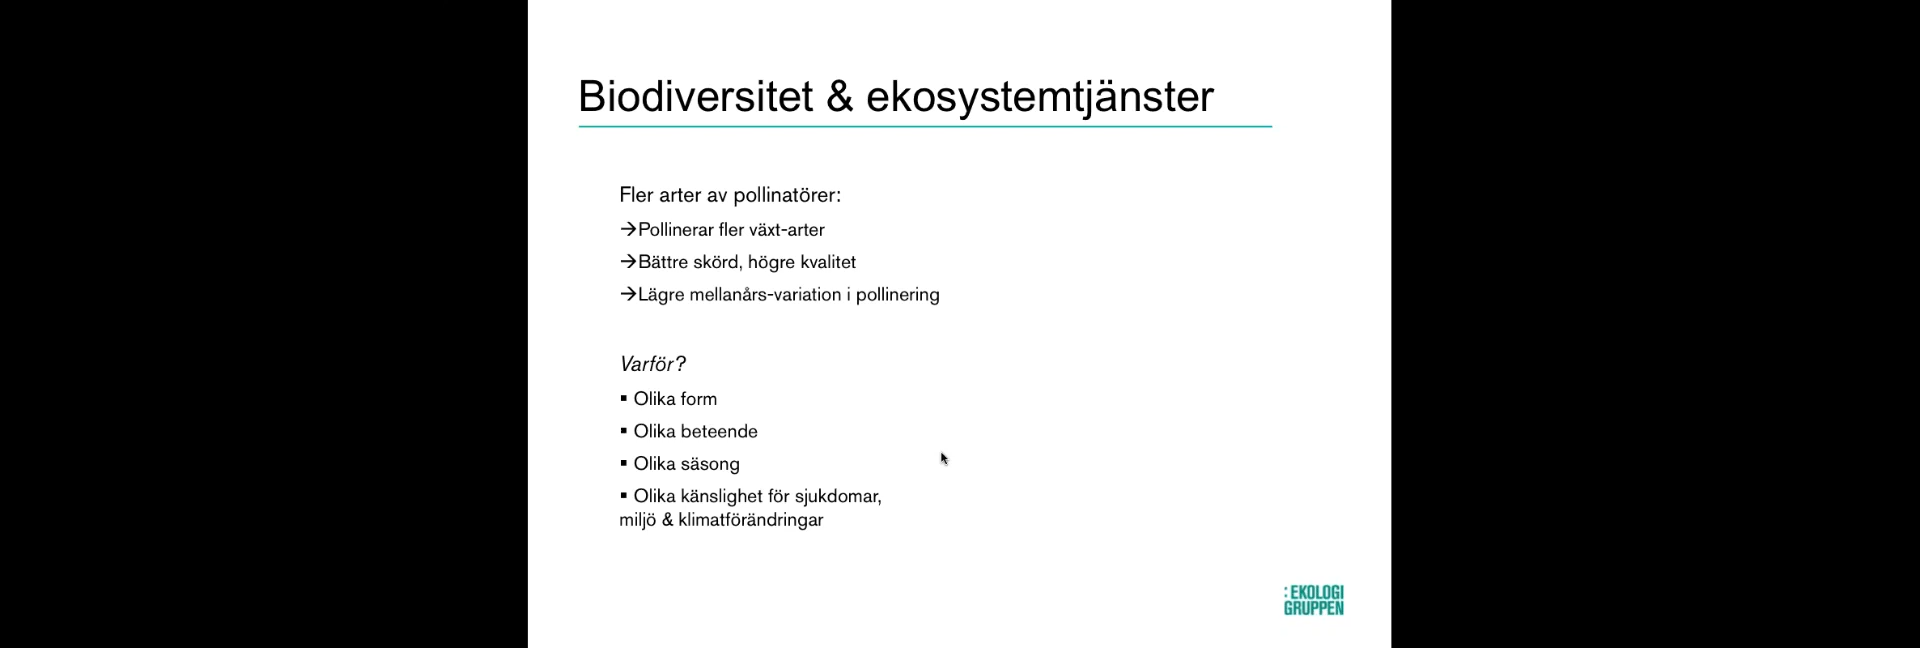 Biodiversitet & ekosystemtjänster
Fler arter av pollinatörer:
→Pollinerar fler växt-arter
→Bättre skörd, högre kvalitet
→Lägre mellanårs-variation i pollinering
Varför?
▪ Olika form
▪ Olika beteende
▪ Olika säsong
▪ Olika känslighet för sjukdomar,
miljö & klimatförändringar
:EKOLOGI
GRUPPEN